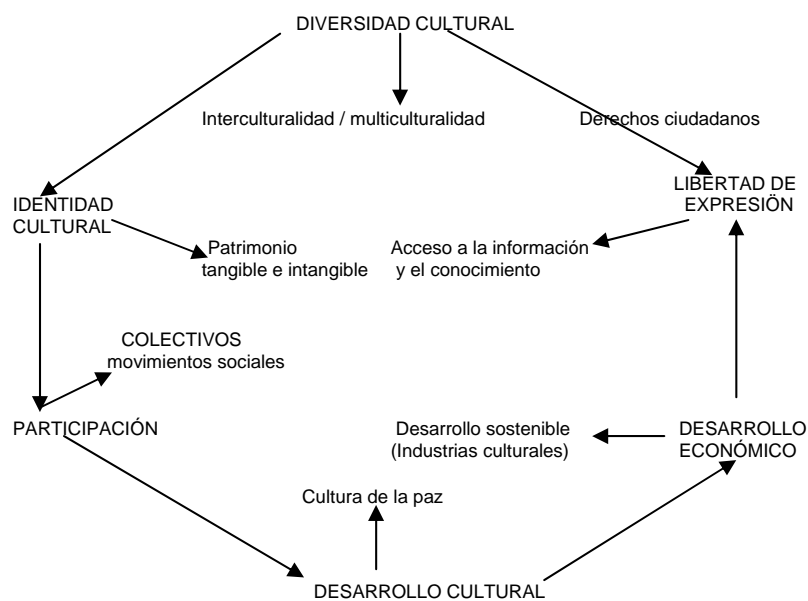 DIVERSIDAD CULTURAL
Interculturalidad / multiculturalidad
Derechos ciudadanos
IDENTIDAD
CULTURAL
LIBERTAD DE
EXPRESIÖN
Patrimonio
tangible e intangible
Acceso a la información
y el conocimiento
COLECTIVOS
movimientos sociales
PARTICIPACIÓN
Desarrollo sostenible
(Industrias culturales)
DESARROLLO
ECONÓMICO
Cultura de la paz
DESARROLLO CULTURAL